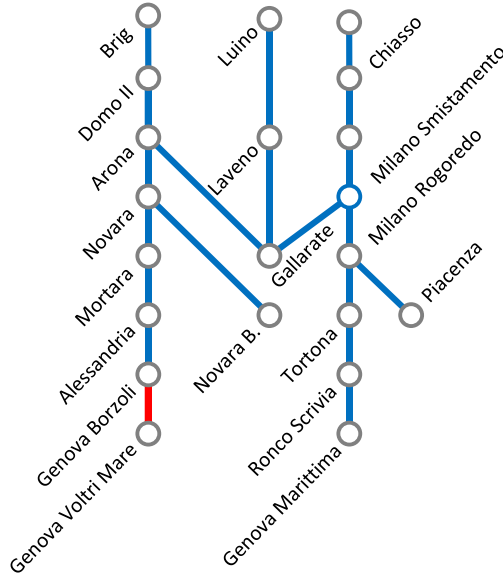 Brig
Luino
Chiasso
Domo II
Milano Smistamento
Arona
Laveno
Novara
Milano Rogoredo
Gallarate
Mortara
Piacenza
Alessandria
Novara B.
Tortona
Genova Borzoli
Ronco Scrivia
Genova Voltri Mare
Genova Marittima